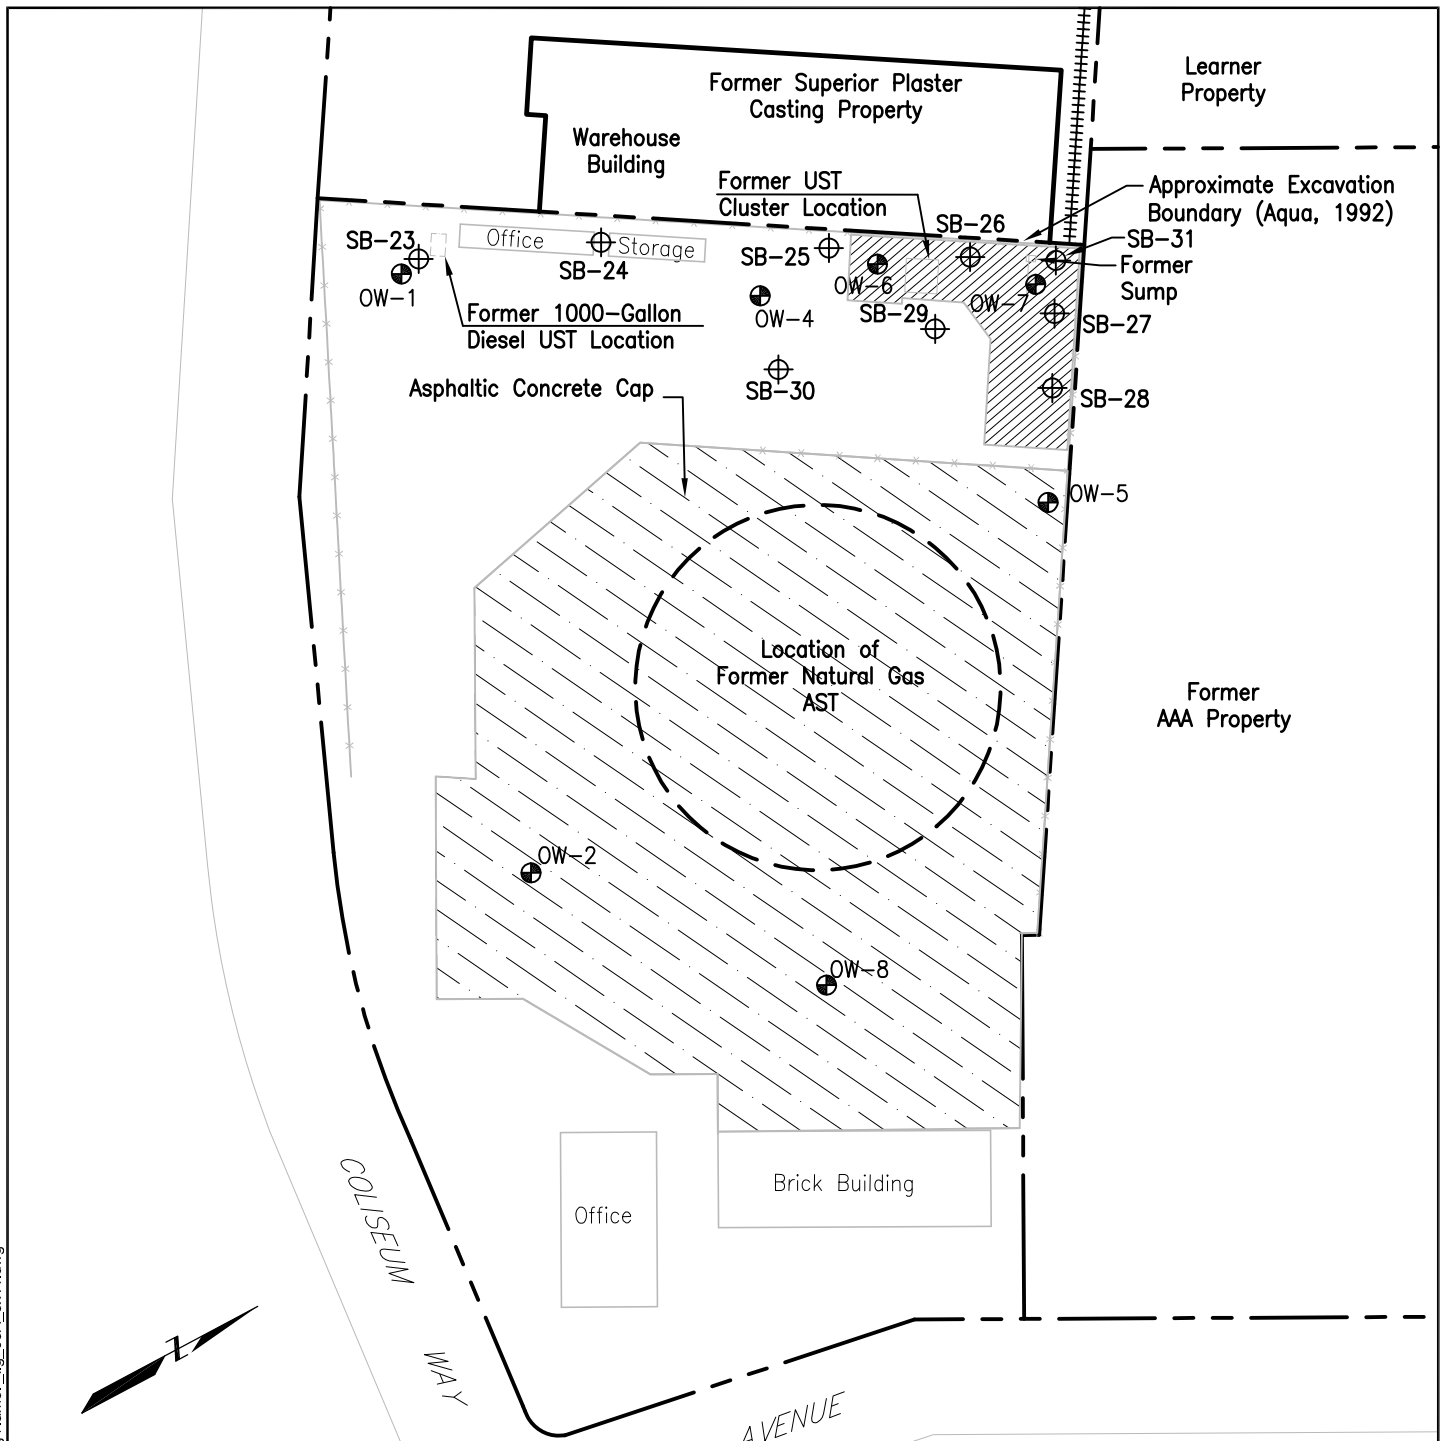 Learner
Property
Former Superior Plaster
Casting Property
Warehouse
Building
Former UST
Cluster Location
Approximate Excavation
Boundary (Aqua, 1992)
SB-26
SB-31
SB-23
Office
Storage
SB-25
SB-24
Former
Sump
OW-1
OW-6
OW-7
OW-4
SB-29
SB-27
Former 1000-Gallon
Diesel UST Location
Asphaltic Concrete Cap
SB-30
SB-28
OW-5
Location of
Former Natural Gas
AST
Former
AAA Property
OW-2
OW-8
Brick Building
Office
COLISEUM WAY
AVENUE
Z